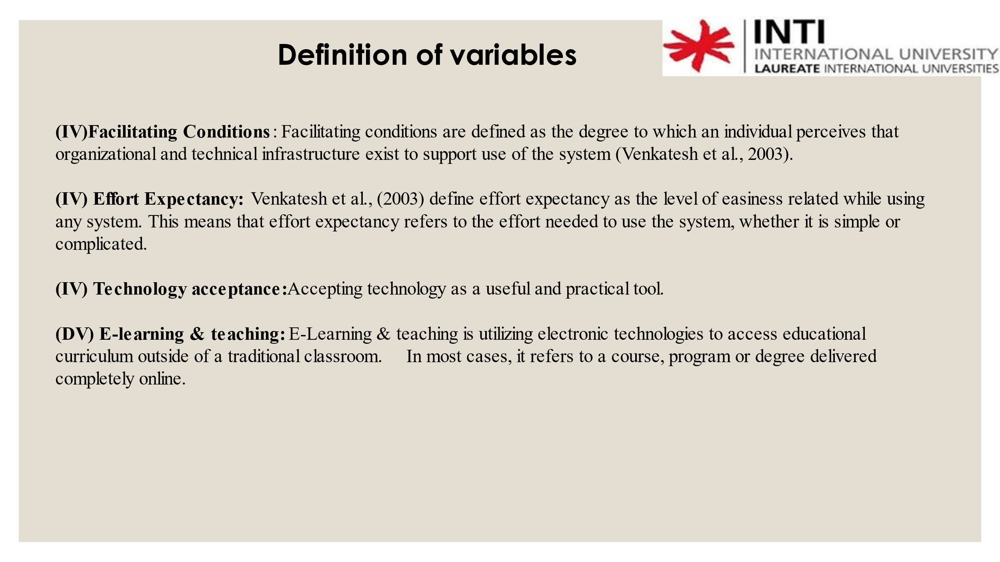 Definition of variables
INTI
INTERNATIONAL UNIVERSITY
LAUREATE INTERNATIONAL UNIVERSITIES
(IV)Facilitating Conditions: Facilitating conditions are defined as the degree to which an individual perceives that
organizational and technical infrastructure exist to support use of the system (Venkatesh et al., 2003).
(IV) Effort Expectancy: Venkatesh et al., (2003) define effort expectancy as the level of easiness related while using
any system. This means that effort expectancy refers to the effort needed to use the system, whether it is simple or
complicated.
(IV) Technology acceptance:Accepting technology as a useful and practical tool.
(DV) E-learning & teaching: E-Learning & teaching is utilizing electronic technologies to access educational
curriculum outside of a traditional classroom. In most cases, it refers to a course, program or degree delivered
completely online.